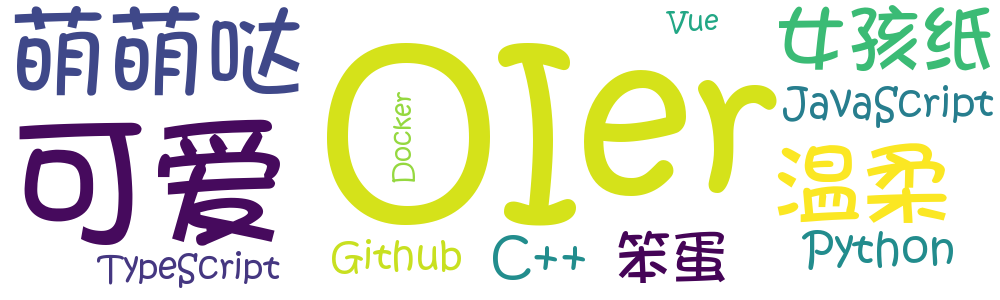 萌萌哒
可爱
TypeScript
OIer
Docker
Github
C++
笨蛋
Vue
女孩纸
JavaScript
温柔
Python